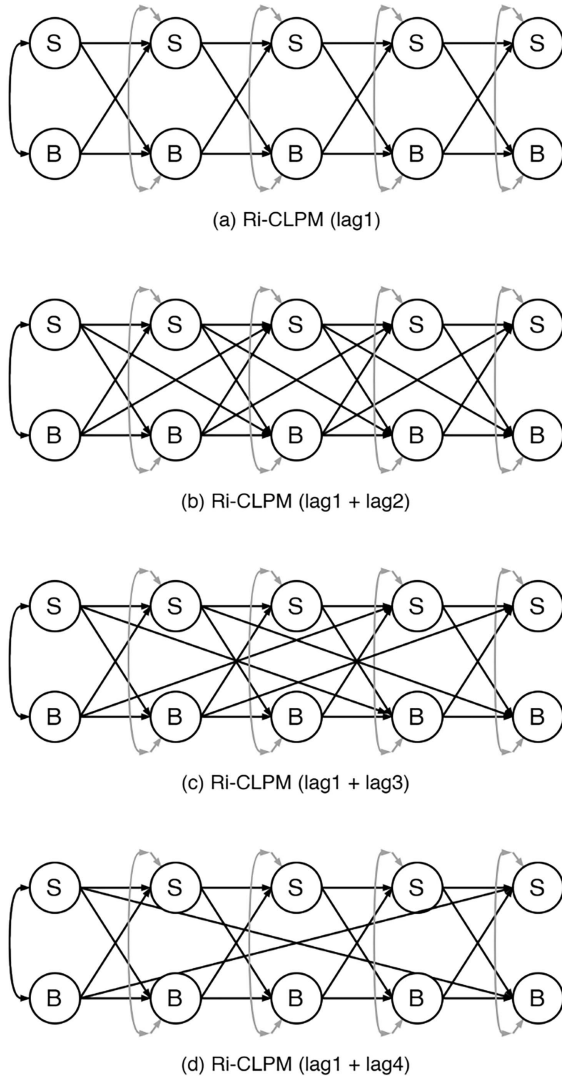 S S S S S
B B B B B
(a) Ri-CLPM (lag1)
S S S S S
B B B B B
(b) Ri-CLPM (lag1 + lag2)
S S S S S
B B B B B
(c) Ri-CLPM (lag1 + lag3)
S S S S S
B B B B B
(d) Ri-CLPM (lag1 + lag4)